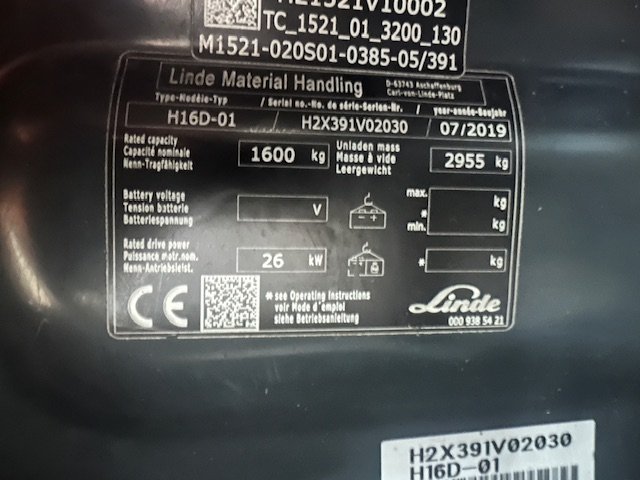 TC_1521_01_3200_130
M1521-020S01-0385-05/391
Linde Material Handling
D-63743 Aschaffenburg
Carl-von-Linde-Platz
Type-Modèle-Typ / Serial no.-No. de série-Serien-Nr. / year-année-Baujahr
H16D-01 / H2X391V02030 / 07/2019
Rated capacity
Capacité nominale
Nenn-Tragfähigkeit
1600 kg
Unladen mass
Masse à vide
Leergewicht
2955 kg
Battery voltage
Tension batterie
Batteriespannung
V
max.
kg
*
min.
kg
Rated drive power
Puissance motr.nom.
Nenn-Antriebsleist.
26 kW
*
kg
CE
* see Operating Instructions
voir Mode d'emploi
siehe Betriebsanleitung
Linde
000 938 54 21
H2X391V02030
H16D-01